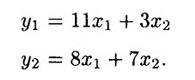 y₁ = 11x₁ + 3x₂
y₂ = 8x₁ + 7x₂.